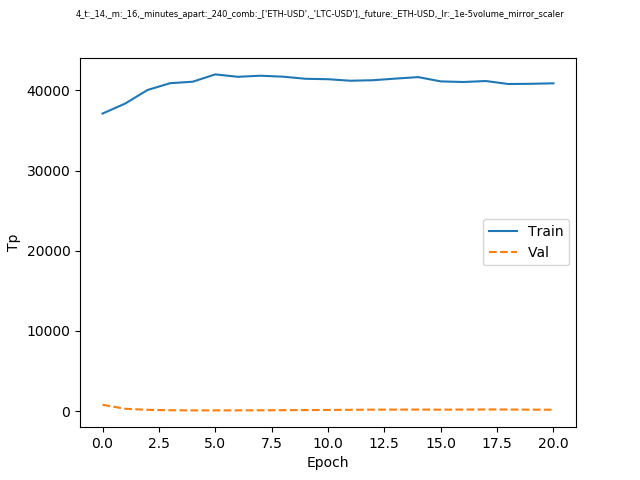 4_t:_14,_m:_16,_minutes_apart:_240_comb:_['ETH-USD',_'LTC-USD'],_future:_ETH-USD,_lr:_1e-5volume_mirror_scaler
40000
30000
20000
10000
0
Tp
Train
Val
0.0 2.5 5.0 7.5 10.0 12.5 15.0 17.5 20.0
Epoch